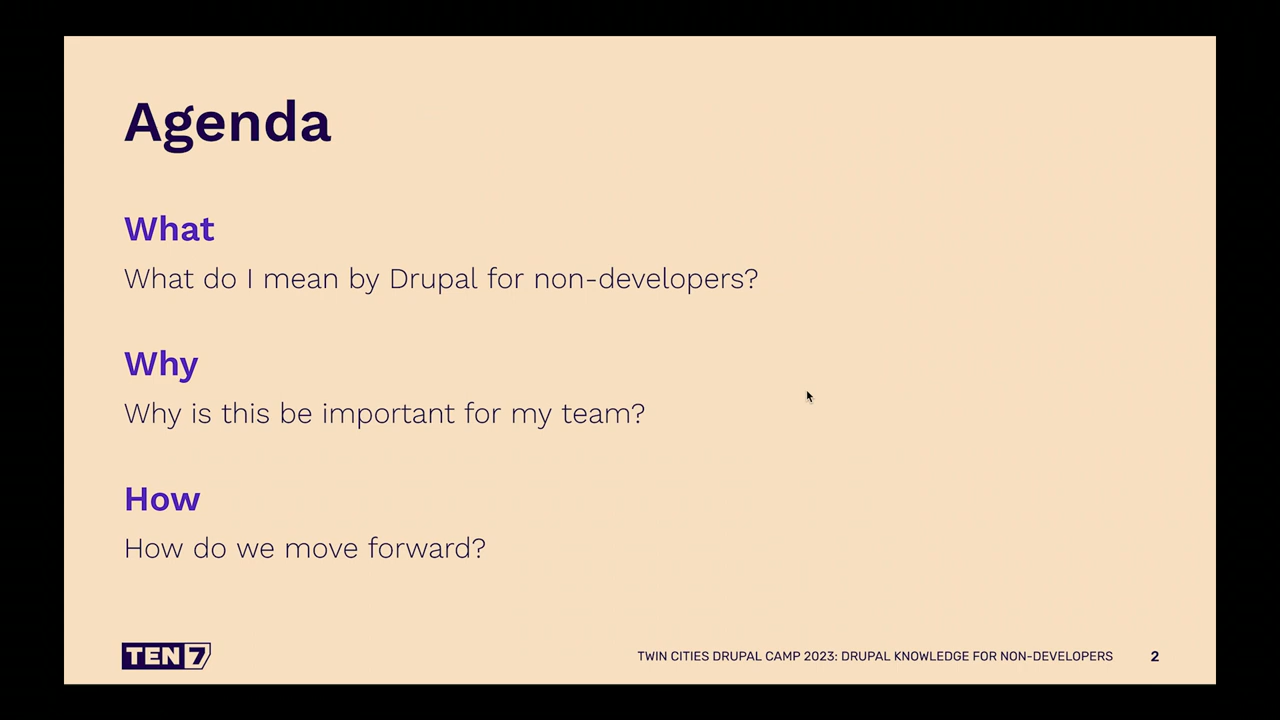 Agenda
What
What do I mean by Drupal for non-developers?
Why
Why is this be important for my team?
How
How do we move forward?
TEN7
TWIN CITIES DRUPAL CAMP 2023: DRUPAL KNOWLEDGE FOR NON-DEVELOPERS 2